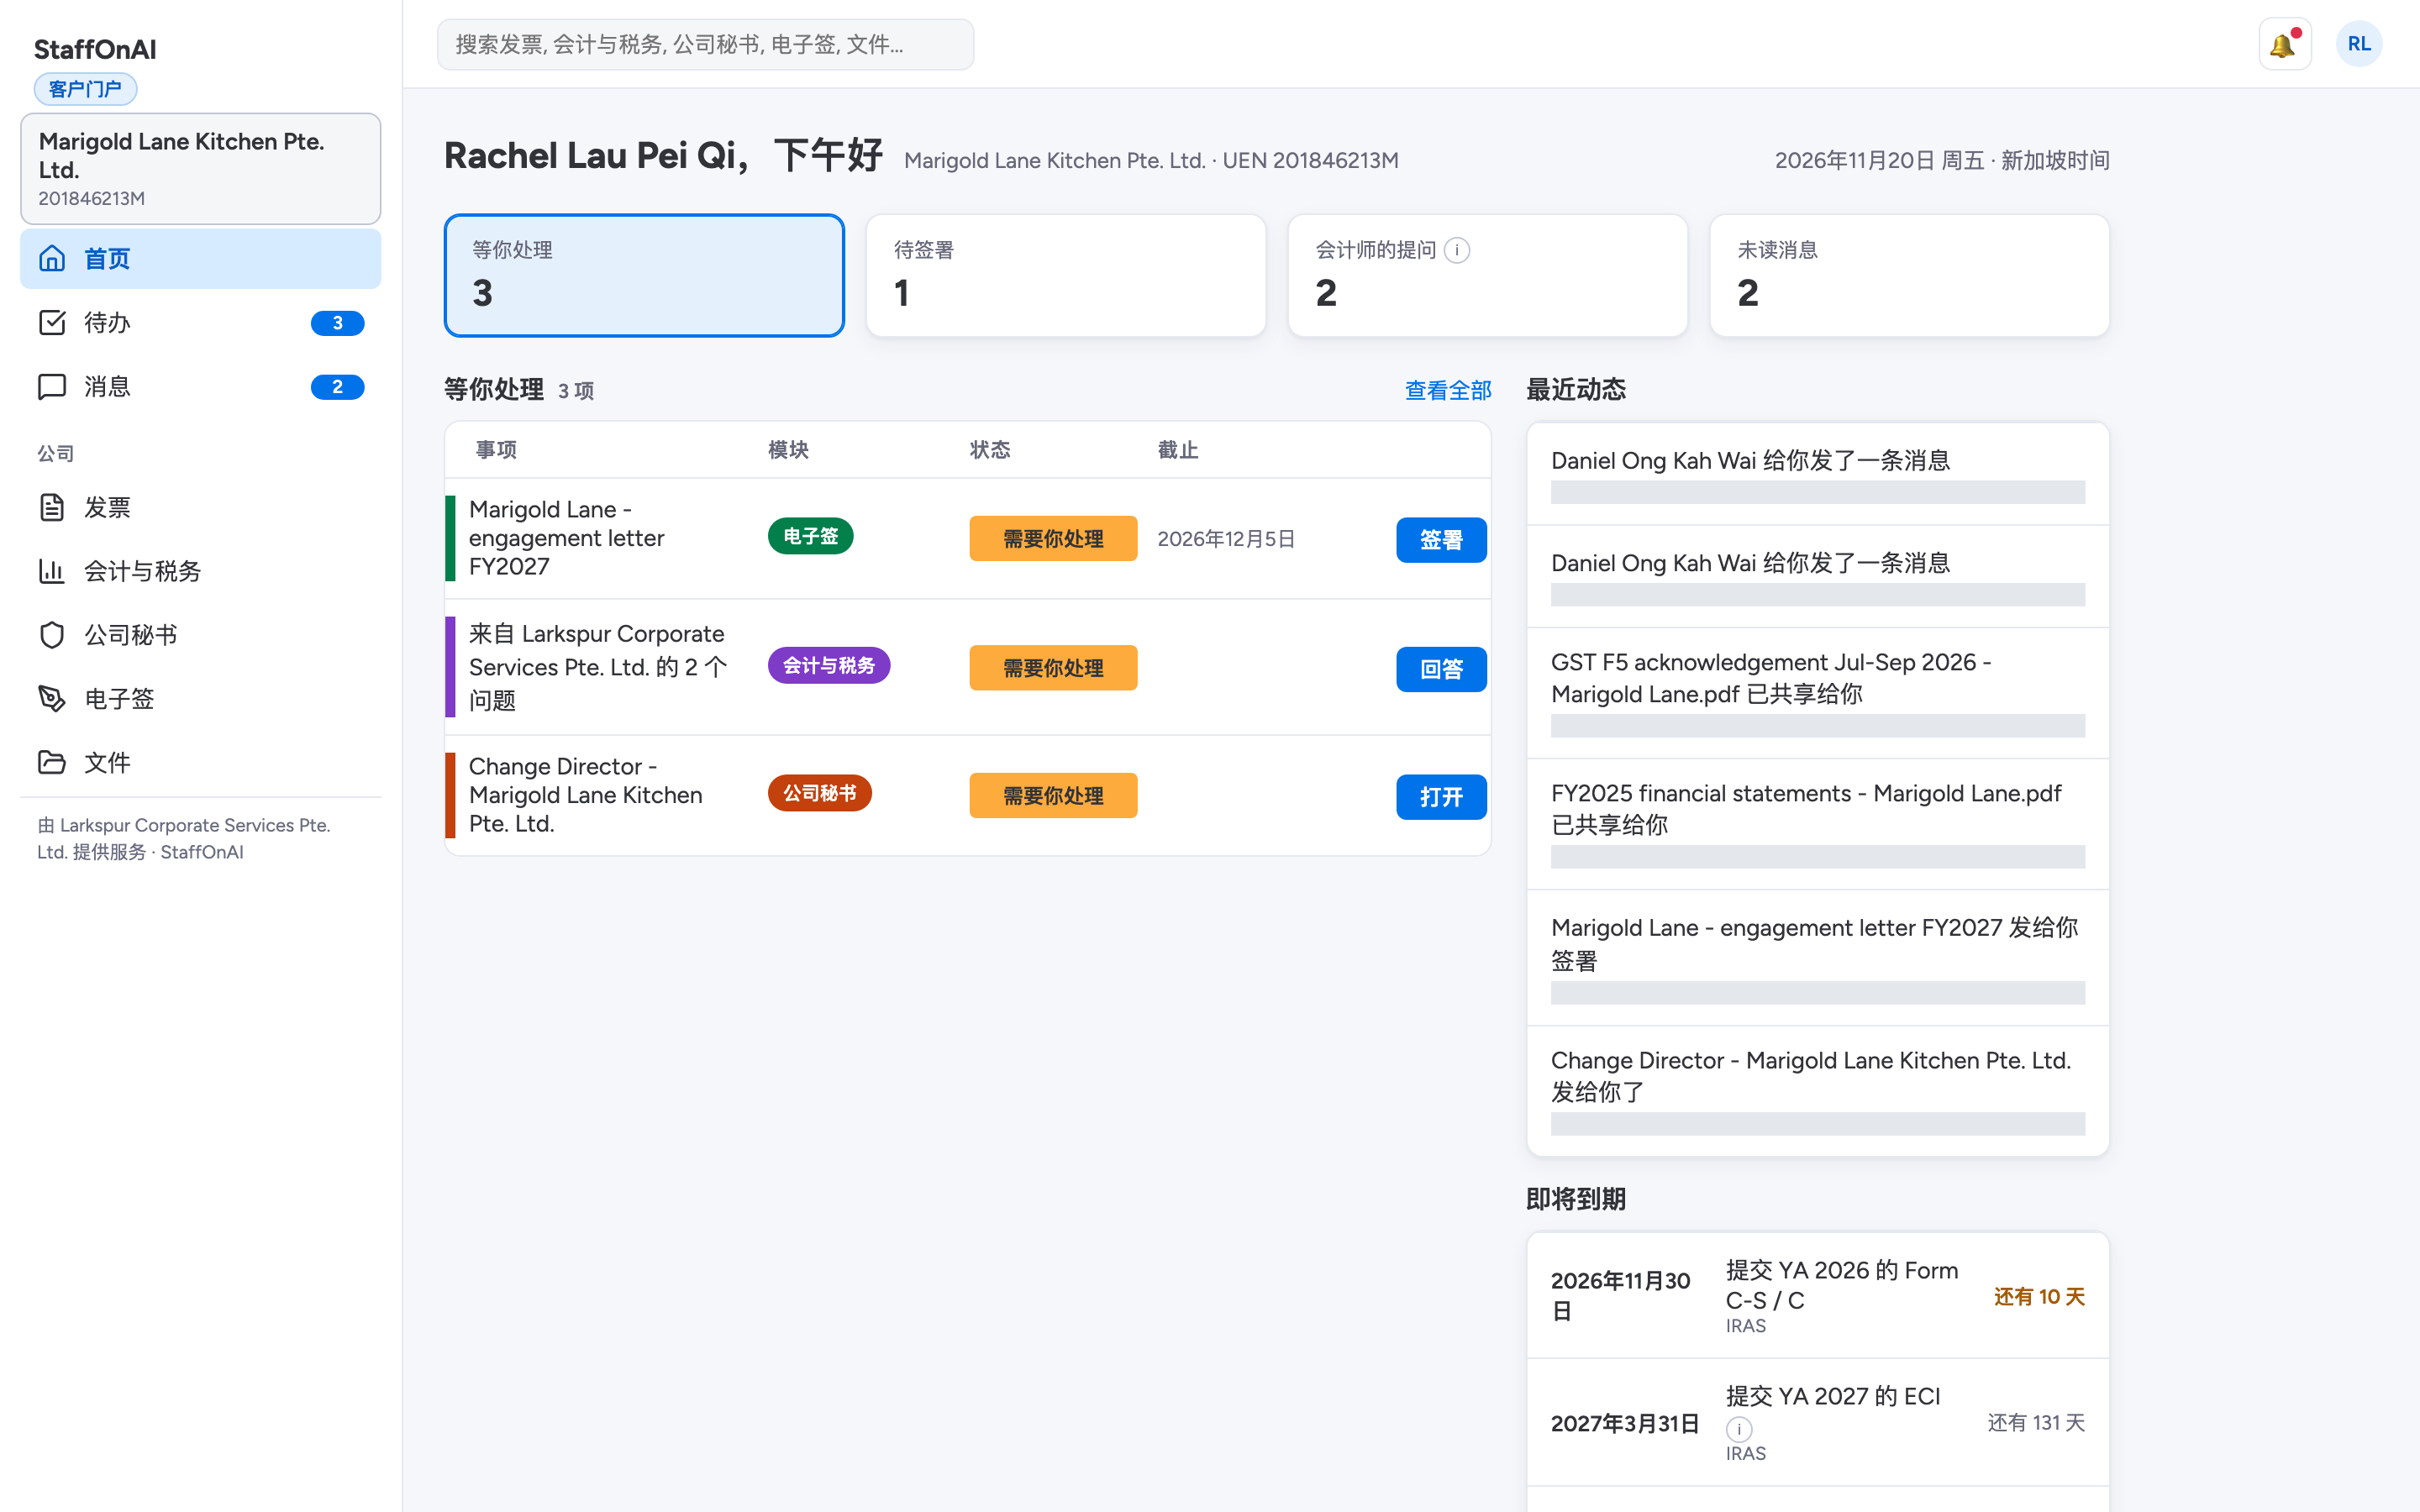 StaffOnAI
客户门户
Marigold Lane Kitchen Pte.
Ltd.
201846213M
首页
待办 3
消息 2
公司
发票
会计与税务
公司秘书
电子签
文件
由 Larkspur Corporate Services Pte.
Ltd. 提供服务 · StaffOnAI
搜索发票, 会计与税务, 公司秘书, 电子签, 文件...
RL
Rachel Lau Pei Qi，下午好 Marigold Lane Kitchen Pte. Ltd. · UEN 201846213M
2026年11月20日 周五 · 新加坡时间
等你处理
3
待签署
1
会计师的提问 i
2
未读消息
2
等你处理 3 项
查看全部
事项 模块 状态 截止
Marigold Lane -
engagement letter
FY2027
电子签
需要你处理
2026年12月5日
签署
来自 Larkspur Corporate
Services Pte. Ltd. 的 2 个
问题
会计与税务
需要你处理
回答
Change Director -
Marigold Lane Kitchen
Pte. Ltd.
公司秘书
需要你处理
打开
最近动态
Daniel Ong Kah Wai 给你发了一条消息
Daniel Ong Kah Wai 给你发了一条消息
GST F5 acknowledgement Jul-Sep 2026 -
Marigold Lane.pdf 已共享给你
FY2025 financial statements - Marigold Lane.pdf
已共享给你
Marigold Lane - engagement letter FY2027 发给你
签署
Change Director - Marigold Lane Kitchen Pte. Ltd.
发给你了
即将到期
2026年11月30
日
提交 YA 2026 的 Form
C-S / C
IRAS
还有 10 天
2027年3月31日
提交 YA 2027 的 ECI
i
IRAS
还有 131 天